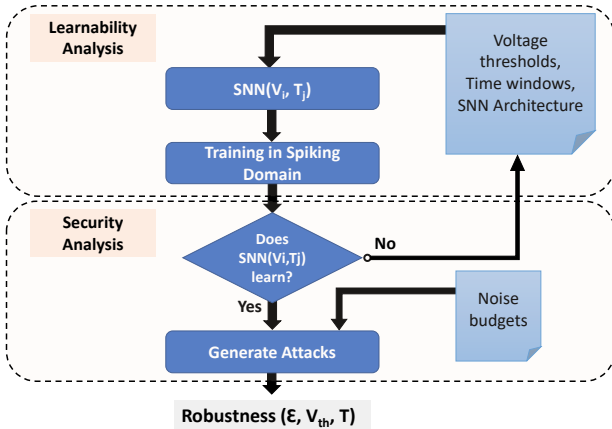 Learnability
Analysis
Voltage
thresholds,
Time windows,
SNN Architecture
SNN(Vi, Tj)
Training in Spiking
Domain
Security
Analysis
Does
SNN(Vi,Tj)
learn?
No
Yes
Noise
budgets
Generate Attacks
Robustness (Ɛ, Vth, T)